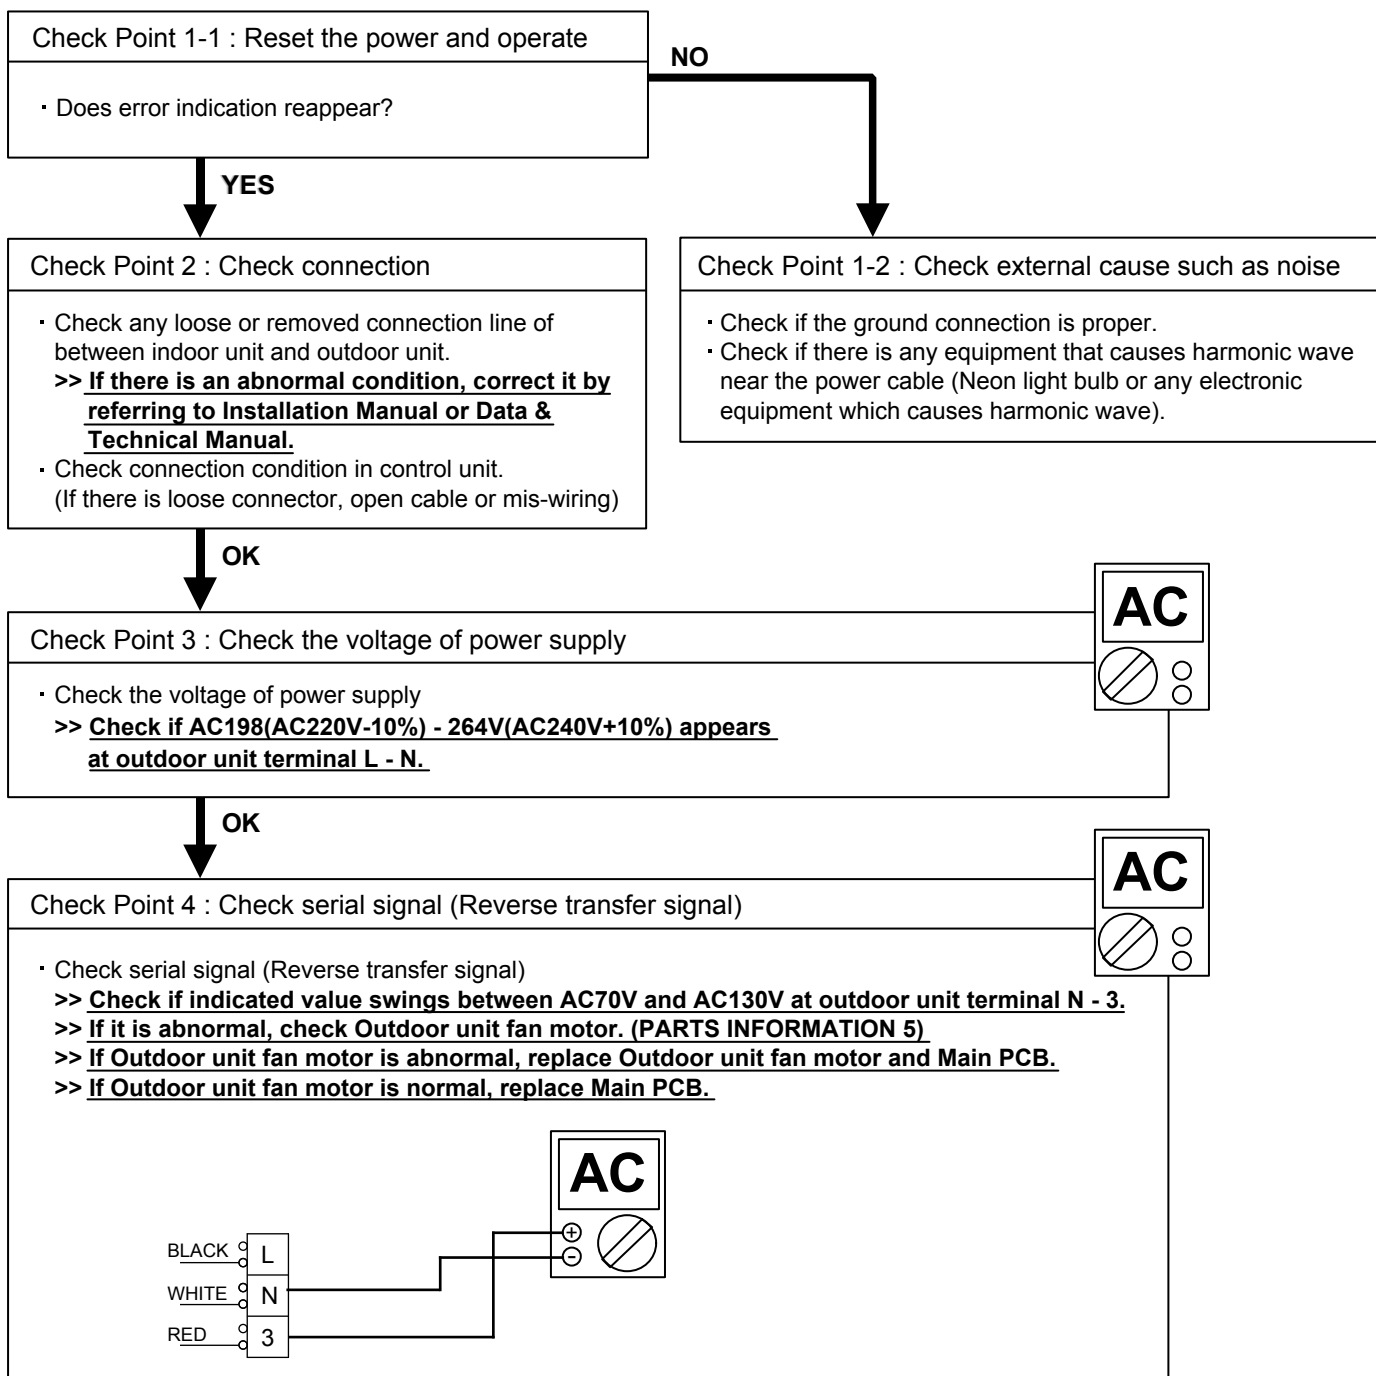 Check Point 1-1 : Reset the power and operate
・Does error indication reappear?
NO
YES
Check Point 2 : Check connection
・Check any loose or removed connection line of
between indoor unit and outdoor unit.
>> If there is an abnormal condition, correct it by
referring to Installation Manual or Data &
Technical Manual.
・Check connection condition in control unit.
(If there is loose connector, open cable or mis-wiring)
Check Point 1-2 : Check external cause such as noise
・Check if the ground connection is proper.
・Check if there is any equipment that causes harmonic wave
near the power cable (Neon light bulb or any electronic
equipment which causes harmonic wave).
OK
Check Point 3 : Check the voltage of power supply
AC
・Check the voltage of power supply
>> Check if AC198(AC220V-10%) - 264V(AC240V+10%) appears
at outdoor unit terminal L - N.
OK
Check Point 4 : Check serial signal (Reverse transfer signal)
AC
・Check serial signal (Reverse transfer signal)
>> Check if indicated value swings between AC70V and AC130V at outdoor unit terminal N - 3.
>> If it is abnormal, check Outdoor unit fan motor. (PARTS INFORMATION 5)
>> If Outdoor unit fan motor is abnormal, replace Outdoor unit fan motor and Main PCB.
>> If Outdoor unit fan motor is normal, replace Main PCB.
AC
+
-
BLACK L
WHITE N
RED 3